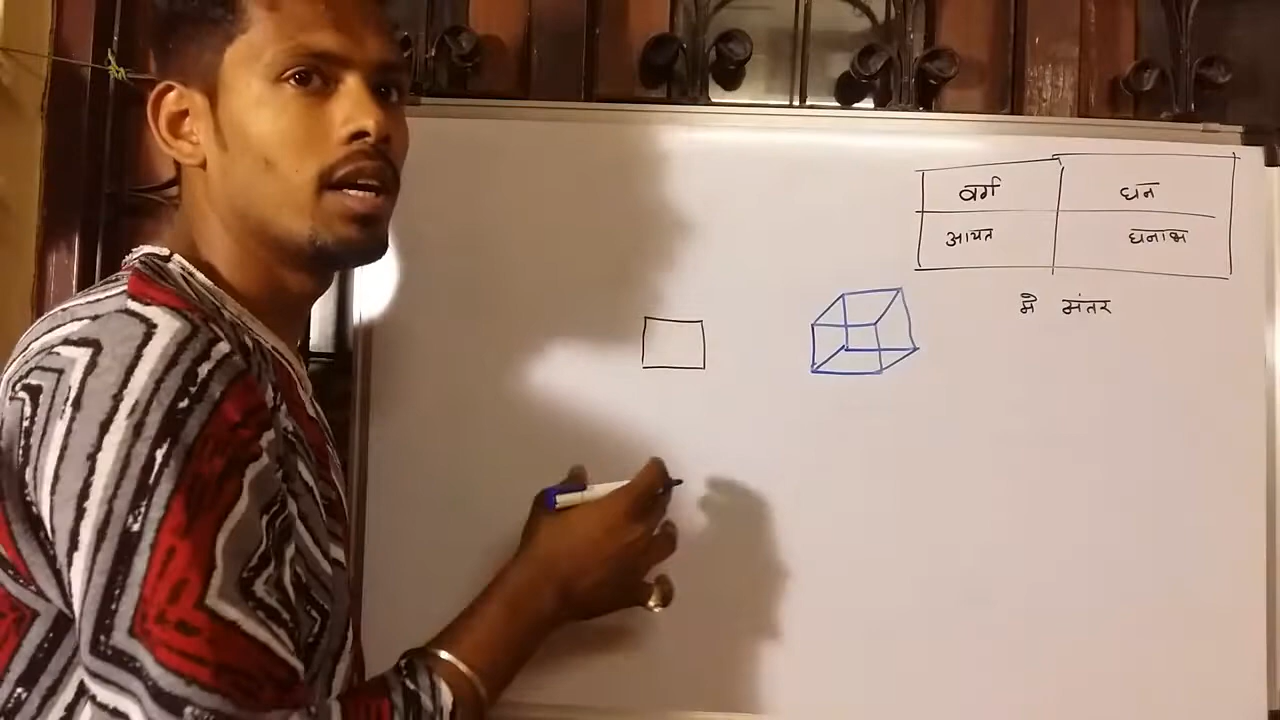 वर्ग घन
आयत घनाभ
मे अंतर